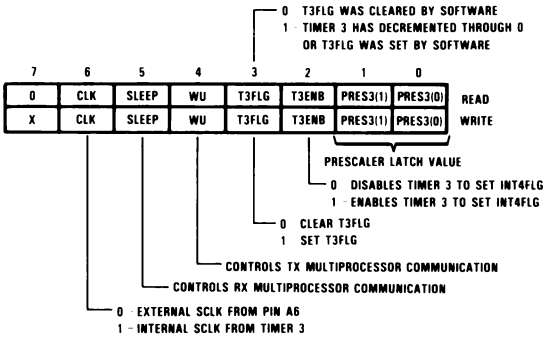 0 T3FLG WAS CLEARED BY SOFTWARE
1 - TIMER 3 HAS DECREMENTED THROUGH 0
OR T3FLG WAS SET BY SOFTWARE
7 6 5 4 3 2 1 0
0 CLK SLEEP WU T3FLG T3ENB PRES3(1) PRES3(0) READ
X CLK SLEEP WU T3FLG T3ENB PRES3(1) PRES3(0) WRITE
PRESCALER LATCH VALUE
0 DISABLES TIMER 3 TO SET INT4FLG
1 - ENABLES TIMER 3 TO SET INT4FLG
0 CLEAR T3FLG
1 SET T3FLG
CONTROLS TX MULTIPROCESSOR COMMUNICATION
CONTROLS RX MULTIPROCESSOR COMMUNICATION
0 - EXTERNAL SCLK FROM PIN A6
1 - INTERNAL SCLK FROM TIMER 3